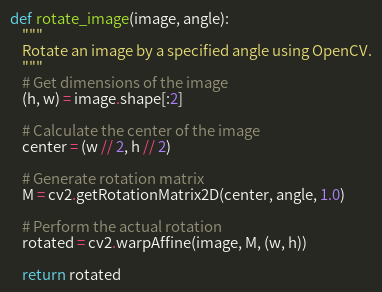 def rotate_image(image, angle):
    """
    Rotate an image by a specified angle using OpenCV.
    """
    # Get dimensions of the image
    (h, w) = image.shape[:2]

    # Calculate the center of the image
    center = (w // 2, h // 2)

    # Generate rotation matrix
    M = cv2.getRotationMatrix2D(center, angle, 1.0)

    # Perform the actual rotation
    rotated = cv2.warpAffine(image, M, (w, h))

    return rotated